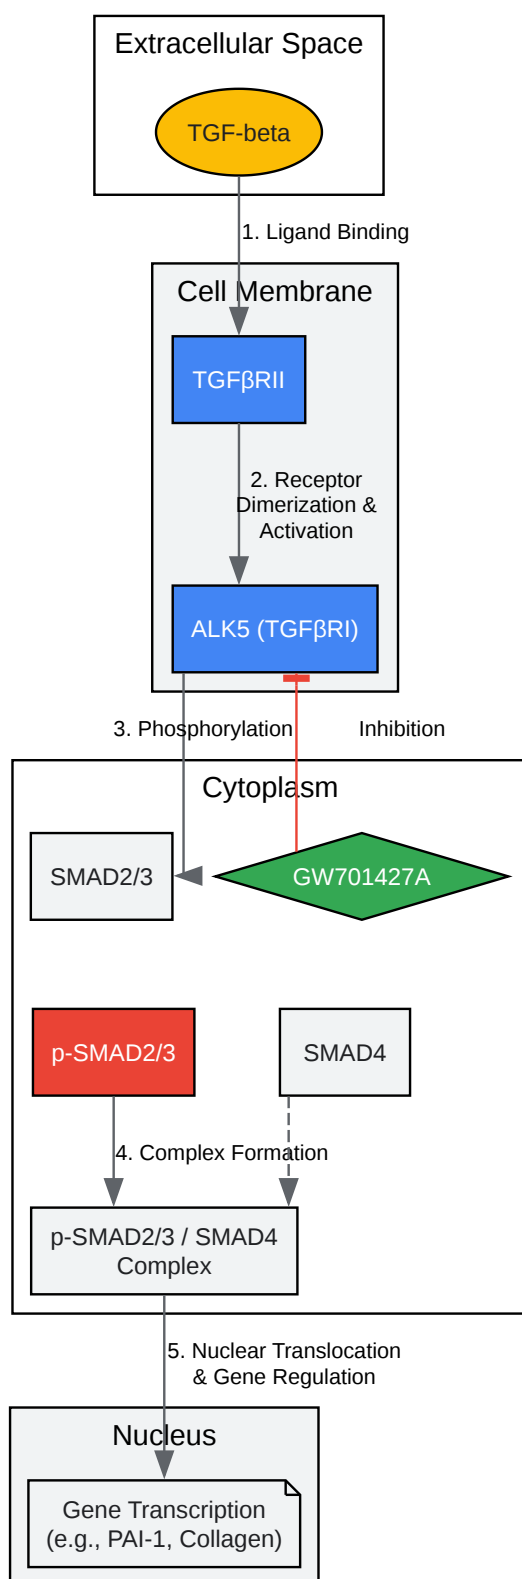 Extracellular Space
TGF-beta
1. Ligand Binding
Cell Membrane
TGFβRII
2. Receptor
Dimerization &
Activation
ALK5 (TGFβRI)
3. Phosphorylation
Inhibition
Cytoplasm
SMAD2/3
GW701427A
p-SMAD2/3
SMAD4
4. Complex Formation
p-SMAD2/3 / SMAD4
Complex
5. Nuclear Translocation
& Gene Regulation
Nucleus
Gene Transcription
(e.g., PAI-1, Collagen)